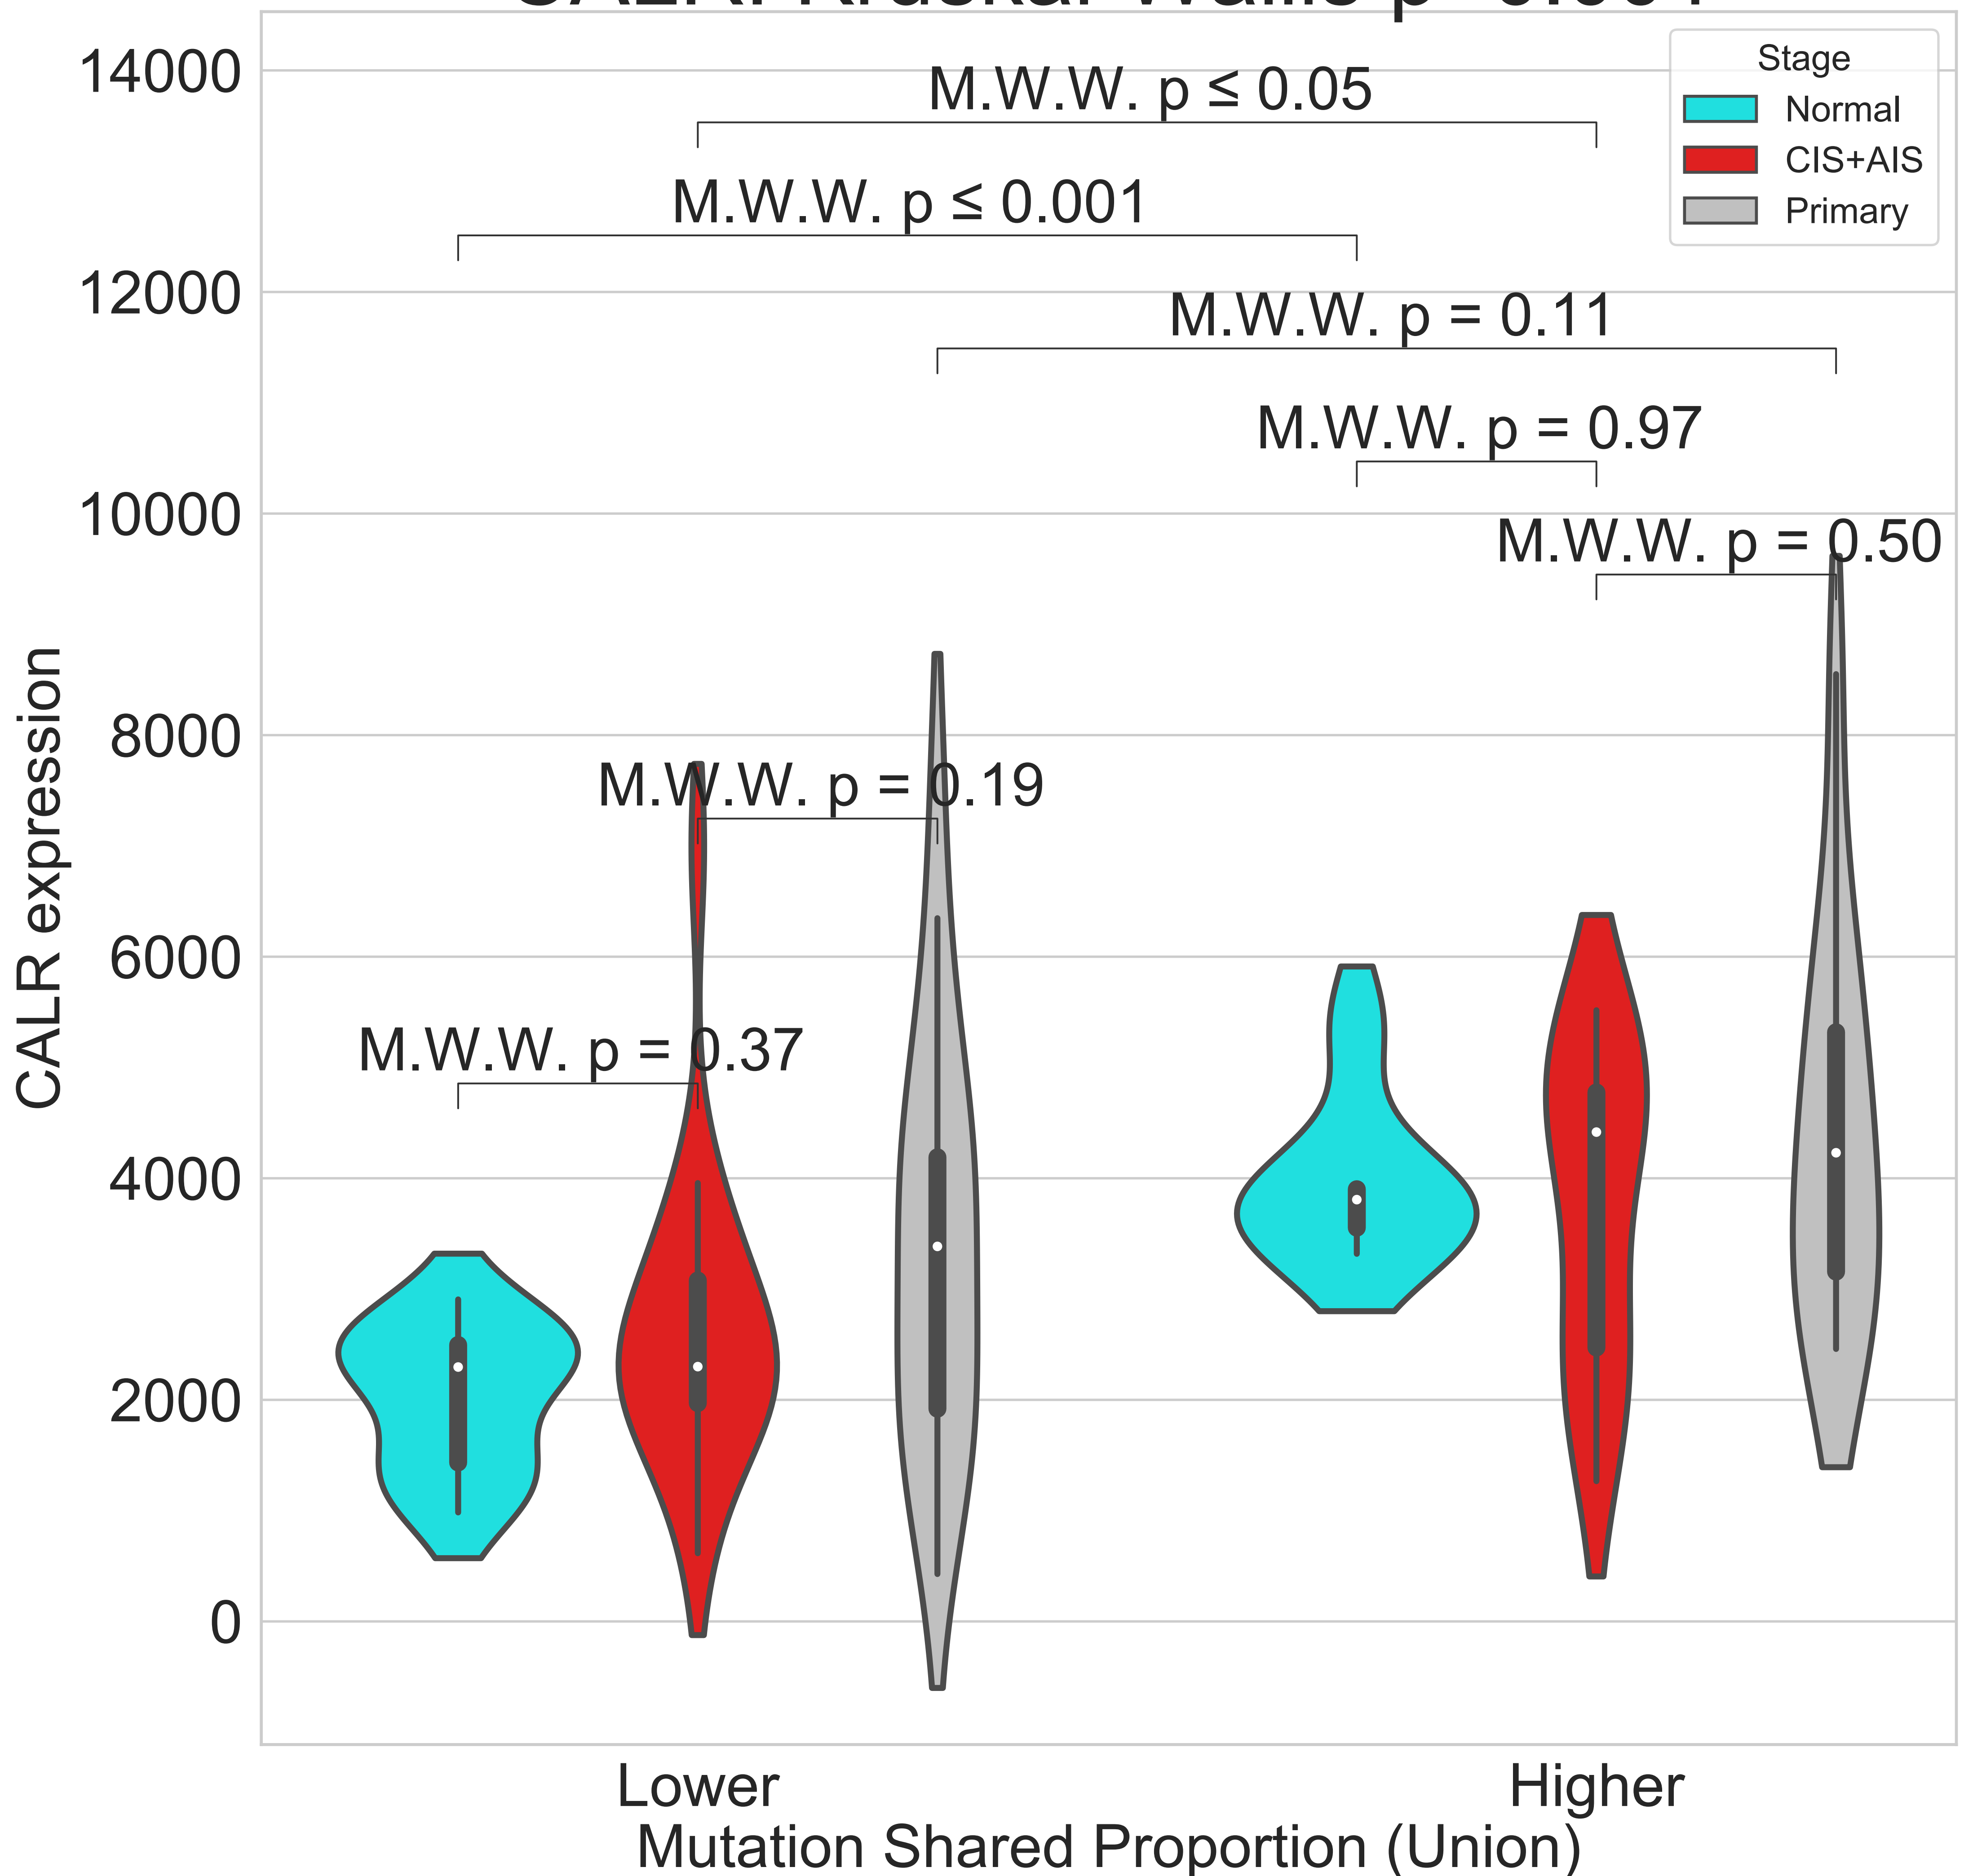 14000
12000
10000
8000
6000
4000
2000
0
CALR expression
M.W.W. p ≤ 0.05
M.W.W. p ≤ 0.001
M.W.W. p = 0.11
M.W.W. p = 0.97
M.W.W. p = 0.50
M.W.W. p = 0.19
M.W.W. p = 0.37
Stage
Normal
CIS+AIS
Primary
Lower
Higher
Mutation Shared Proportion (Union)